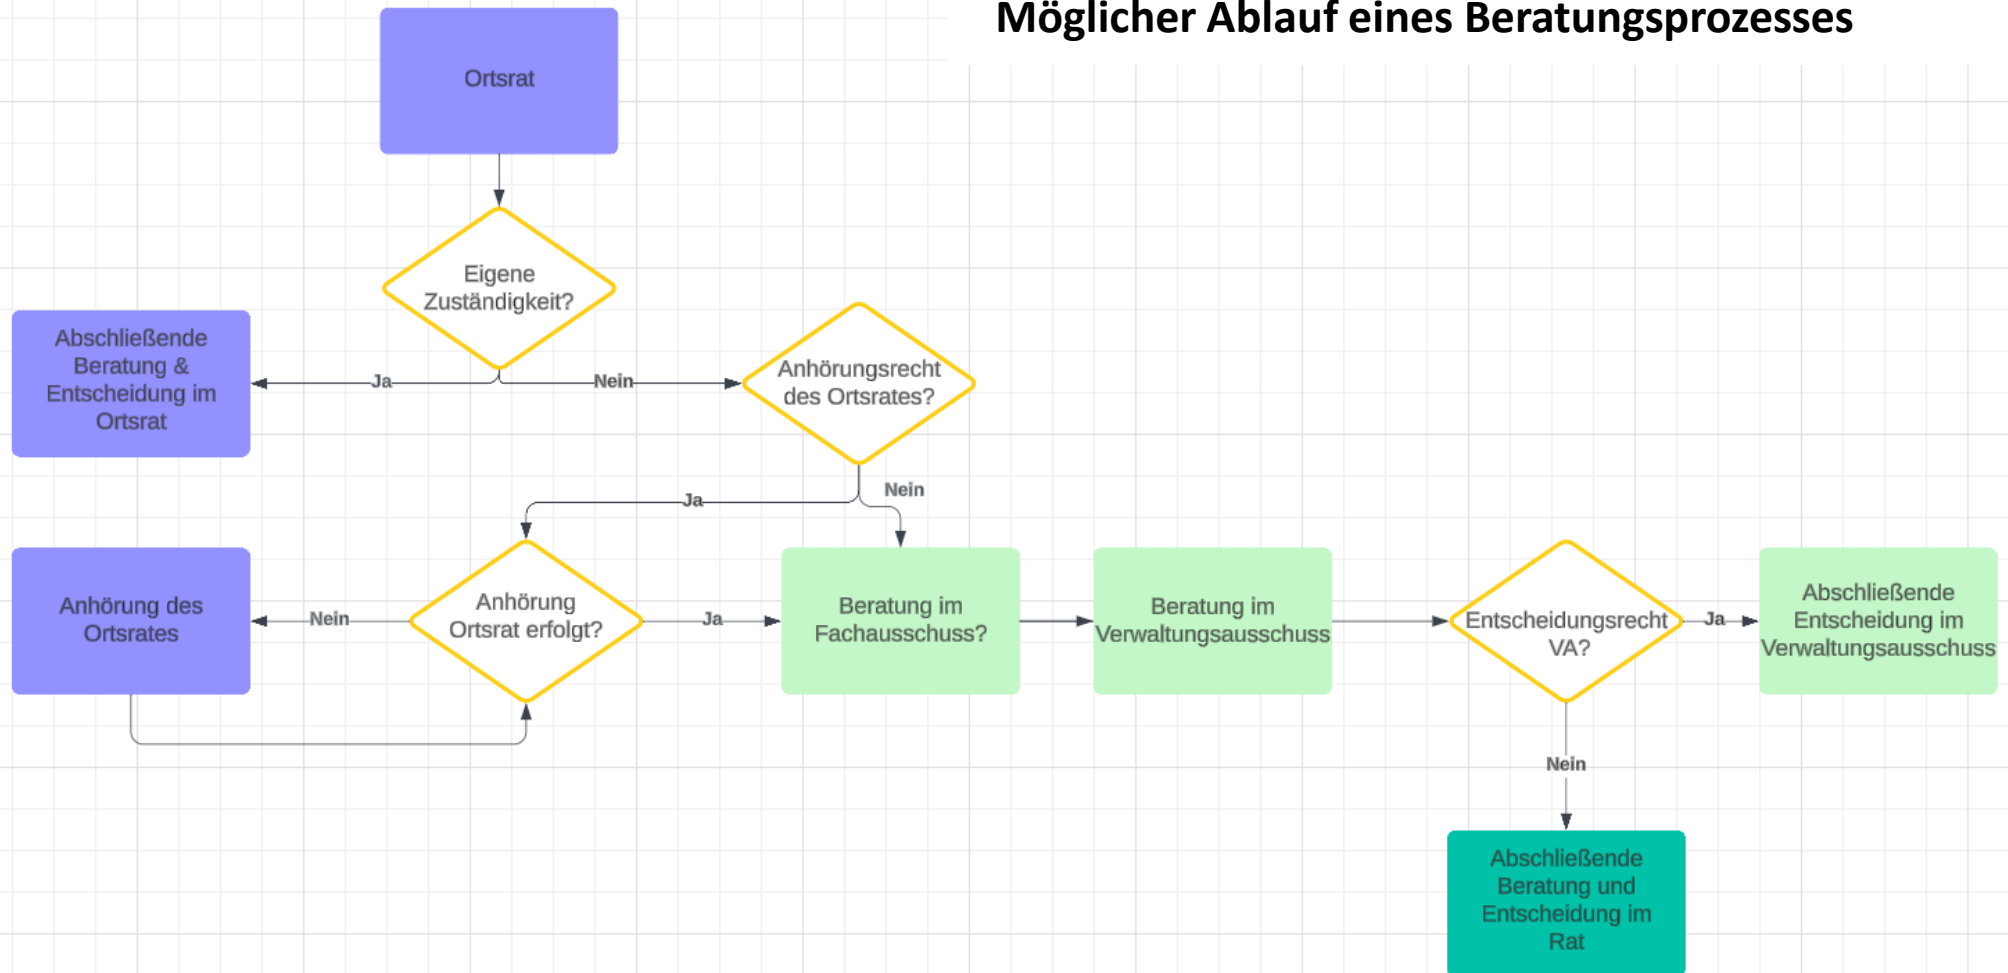 Möglicher Ablauf eines Beratungsprozesses
Ortsrat
Eigene
Zuständigkeit?
Abschließende
Beratung &
Entscheidung im
Ortsrat
Ja
Nein
Anhörungsrecht
des Ortsrates?
Ja
Nein
Anhörung des
Ortsrates
Nein
Anhörung
Ortsrat erfolgt?
Ja
Beratung im
Fachausschuss?
Beratung im
Verwaltungsausschuss
Entscheidungsrecht
VA?
Ja
Abschließende
Entscheidung im
Verwaltungsausschuss
Nein
Abschließende
Beratung und
Entscheidung im
Rat